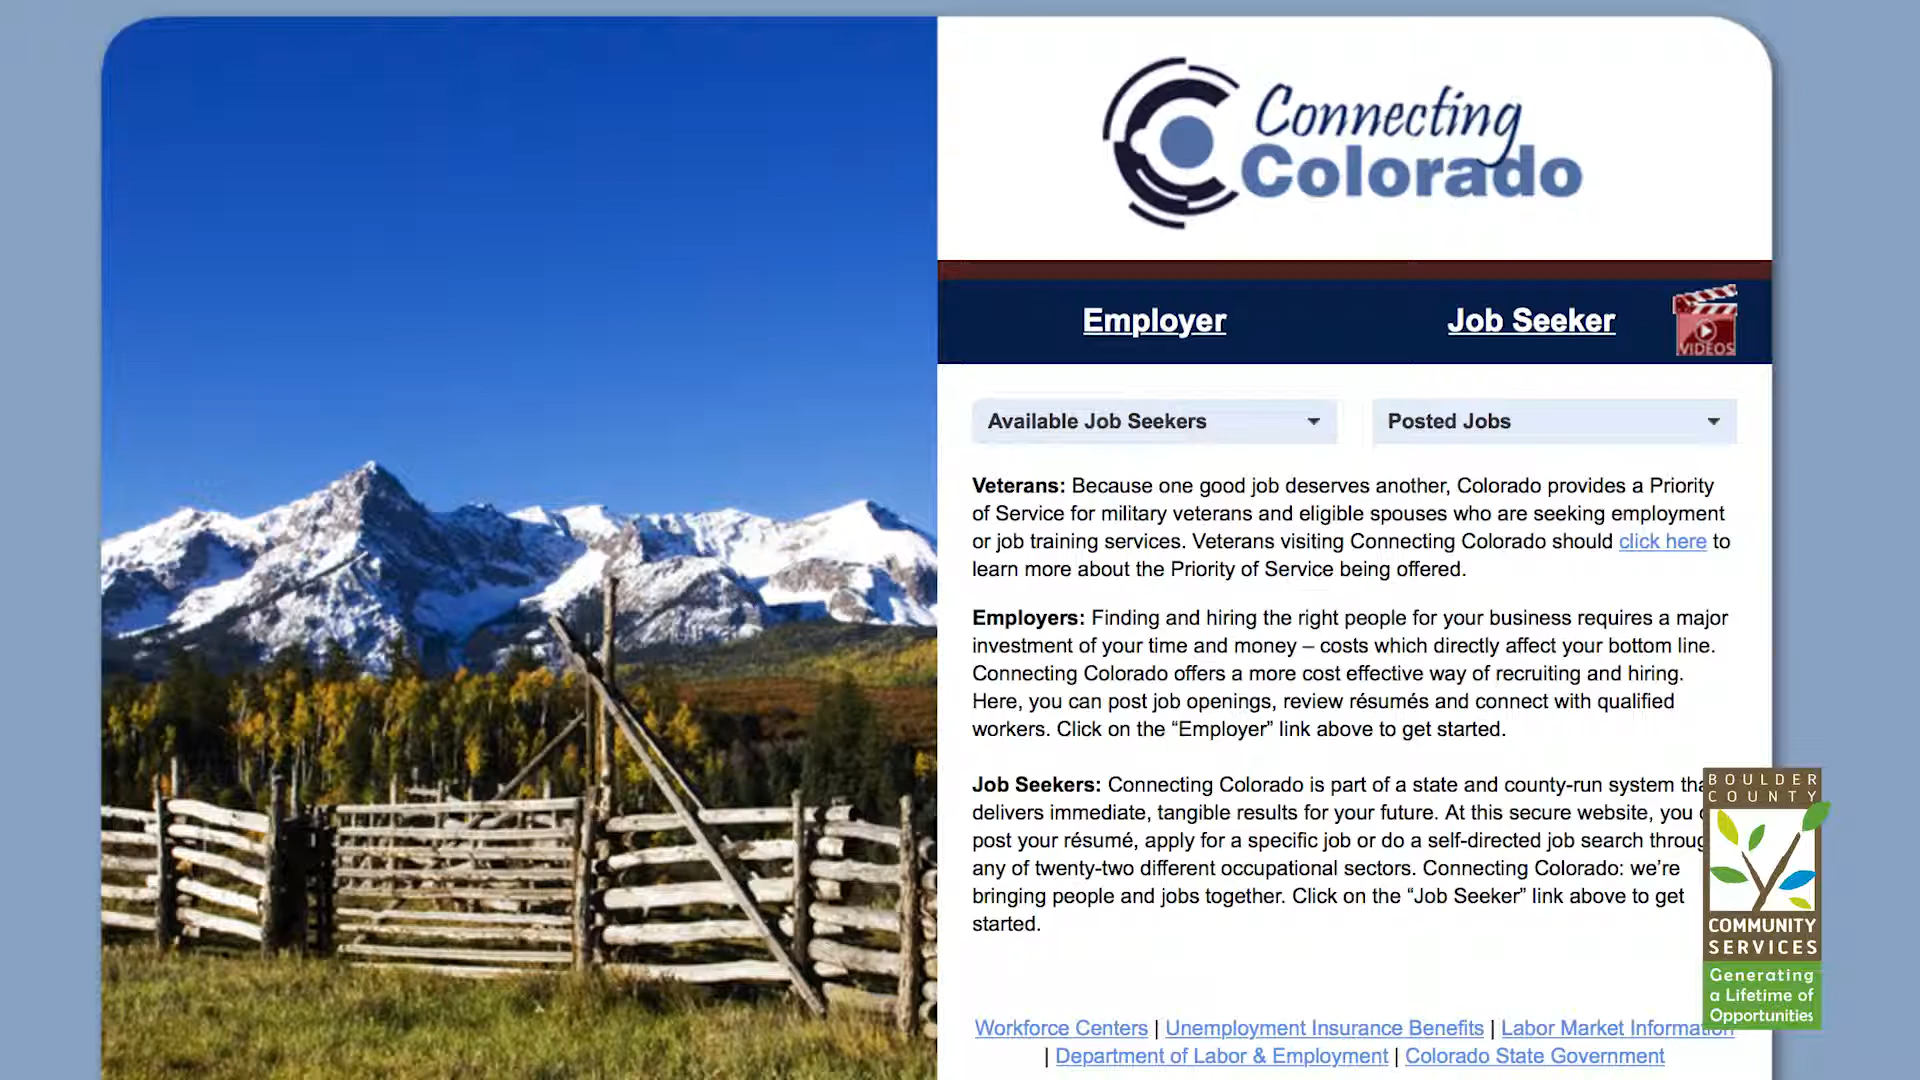 Connecting
Colorado
Employer
Job Seeker
VIDEOS
Available Job Seekers
Posted Jobs
Veterans: Because one good job deserves another, Colorado provides a Priority
of Service for military veterans and eligible spouses who are seeking employment
or job training services. Veterans visiting Connecting Colorado should click here to
learn more about the Priority of Service being offered.
Employers: Finding and hiring the right people for your business requires a major
investment of your time and money – costs which directly affect your bottom line.
Connecting Colorado offers a more cost effective way of recruiting and hiring.
Here, you can post job openings, review résumés and connect with qualified
workers. Click on the “Employer” link above to get started.
Job Seekers: Connecting Colorado is part of a state and county-run system
delivers immediate, tangible results for your future. At this secure website, you
post your résumé, apply for a specific job or do a self-directed job search
any of twenty-two different occupational sectors. Connecting Colorado: we’re
bringing people and jobs together. Click on the “Job Seeker” link above to get
started.
BOULDER
COUNTY
COMMUNITY
SERVICES
Generating
a Lifetime of
Opportunities
Workforce Centers | Unemployment Insurance Benefits | Labor Market Information
| Department of Labor & Employment | Colorado State Government